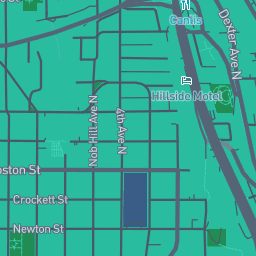 Canlis
Dexter Ave N
Hillside Motel
Nob Hill Ave N
4th Ave N
oston St
Crockett St
Newton St